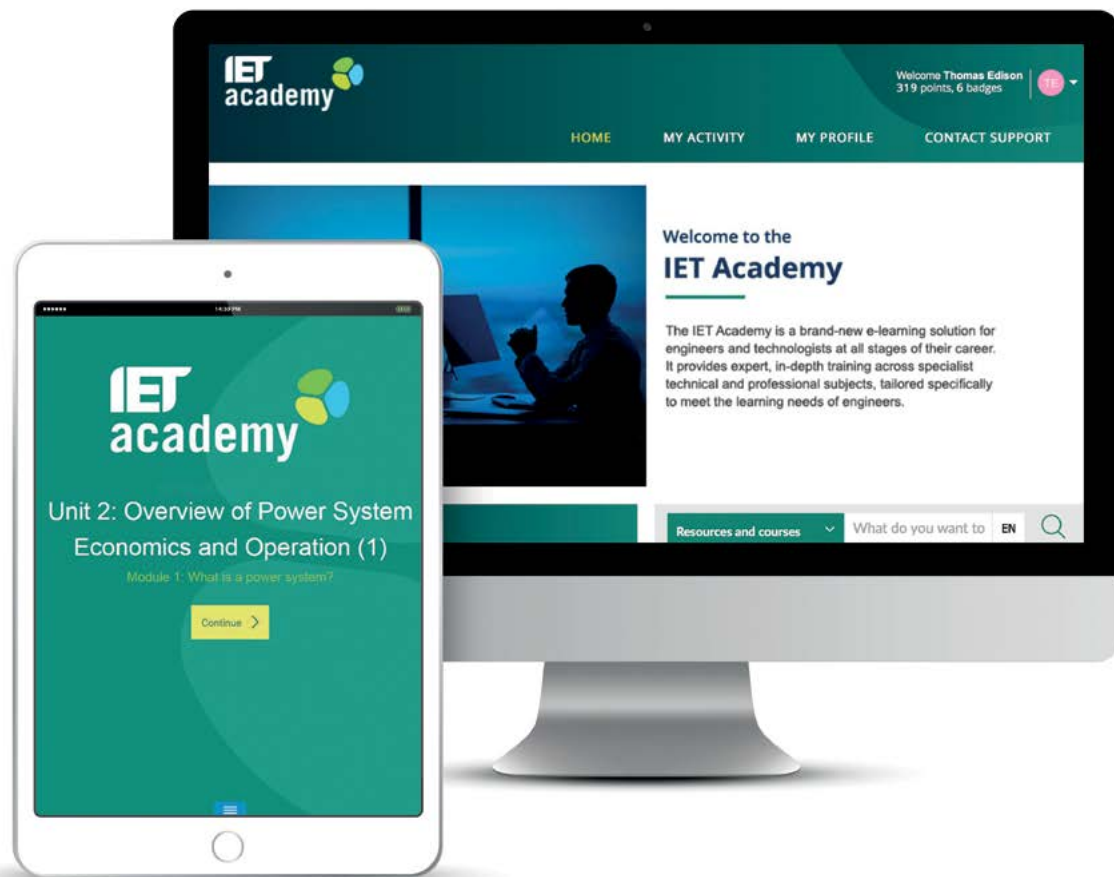 IET
academy
Welcome Thomas Edison
319 points, 6 badges
TE
HOME
MY ACTIVITY
MY PROFILE
CONTACT SUPPORT
Welcome to the
IET Academy
The IET Academy is a brand-new e-learning solution for
engineers and technologists at all stages of their career.
It provides expert, in-depth training across specialist
technical and professional subjects, tailored specifically
to meet the learning needs of engineers.
Resources and courses
What do you want to
EN
IET
academy
Unit 2: Overview of Power System
Economics and Operation (1)
Module 1: What is a power system?
Continue